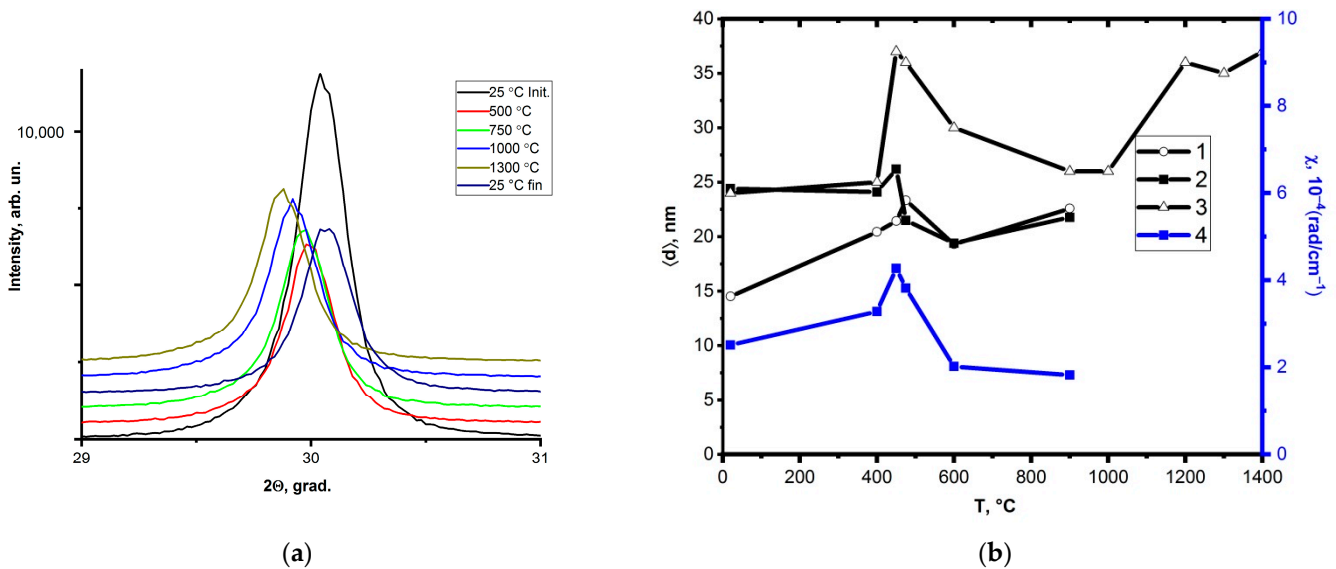 10,000
Intensity, arb. un.
25 °C Init.
500 °C
750 °C
1000 °C
1300 °C
25 °C fin
29
30
31
2Θ, grad.
(a)
40
35
30
25
20
15
10
5
0
⟨d⟩, nm
0
200
400
600
800
1000
1200
1400
T, °C
1
2
3
4
10
8
6
4
2
0
χ, 10⁻⁴(rad/cm⁻¹)
(b)